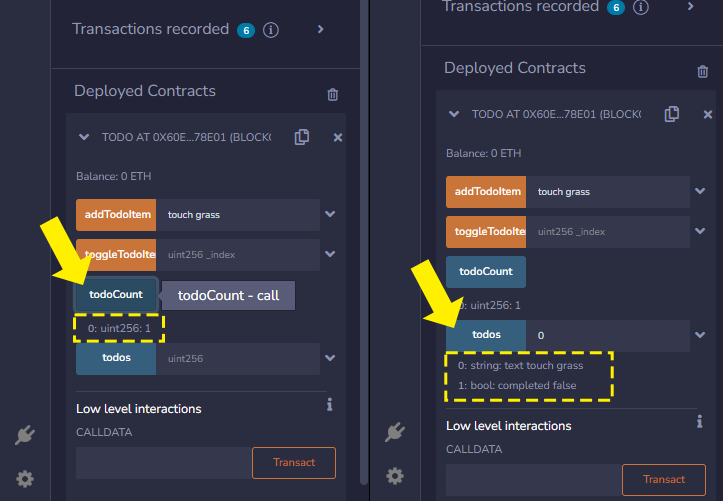 Transactions recorded 6 i
Deployed Contracts
TODO AT 0X60E...78E01 (BLOCKC
Balance: 0 ETH
addTodoItem touch grass
toggleTodoIte uint256 _index
todoCount todoCount - call
0: uint256: 1
todos uint256
Low level interactions i
CALLDATA
Transact
Transactions recorded 6 i
Deployed Contracts
TODO AT 0X60E...78E01 (BLOCKC
Balance: 0 ETH
addTodoItem touch grass
toggleTodoIte uint256 _index
todoCount
0: uint256: 1
todos 0
0: string: text touch grass
1: bool: completed false
Low level interactions i
CALLDATA
Transact